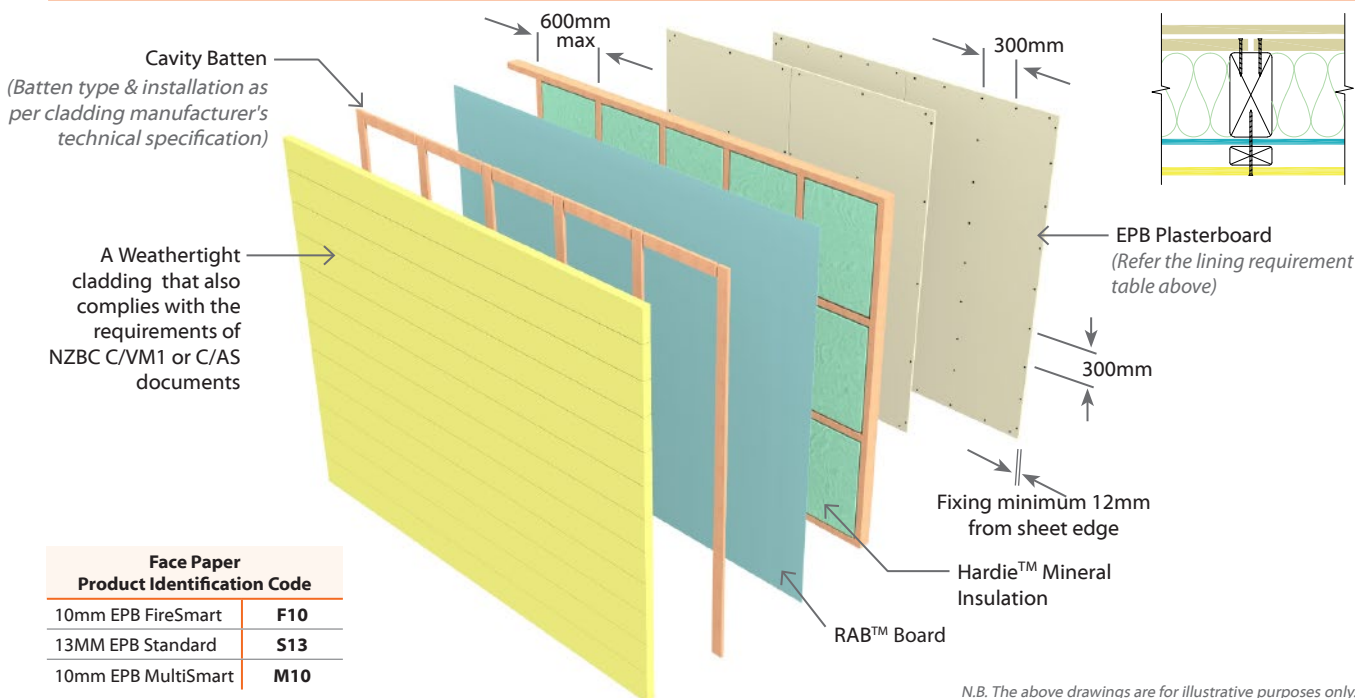 Cavity Batten
(Batten type & installation as
per cladding manufacturer's
technical specification)
600mm
max
300mm
A Weathertight
cladding that also
complies with the
requirements of
NZBC C/VM1 or C/AS
documents
EPB Plasterboard
(Refer the lining requirement
table above)
300mm
Fixing minimum 12mm
from sheet edge
Hardie™ Mineral
Insulation
RAB™ Board
Face Paper
Product Identification Code
10mm EPB FireSmart F10
13MM EPB Standard S13
10mm EPB MultiSmart M10
N.B. The above drawings are for illustrative purposes only.